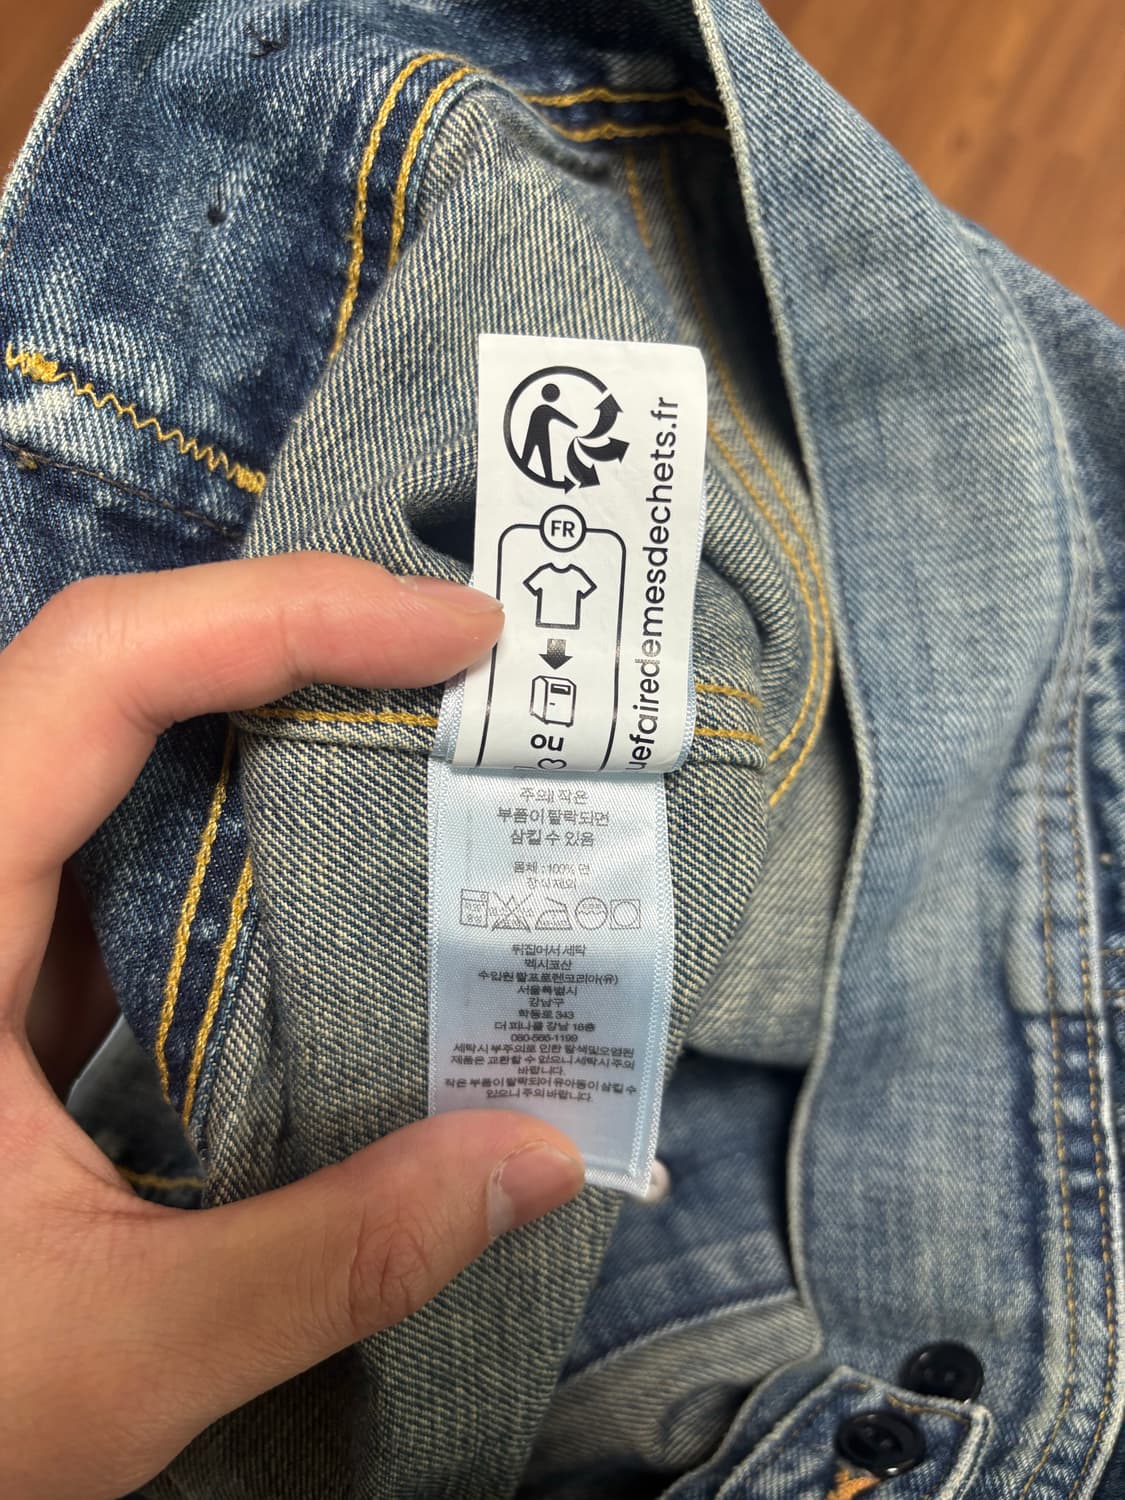 FR
ou
uefairedemesdechets.fr
주의! 작은
부품이 탈락되면
삼킬 수 있음
몸체 : 100% 면
장식제외
뒤집어서 세탁
멕시코산
수입원 랄프로렌코리아(유)
서울특별시
강남구
학동로 343
더 피나클 강남 16층
080-566-1199
세탁시 부주의로 인한 탈색및오염된
제품은 교환할 수 없으니 세탁시 주의
바랍니다.
작은 부품이 탈락되어 유아동이 삼킬 수
있으니 주의 바랍니다.